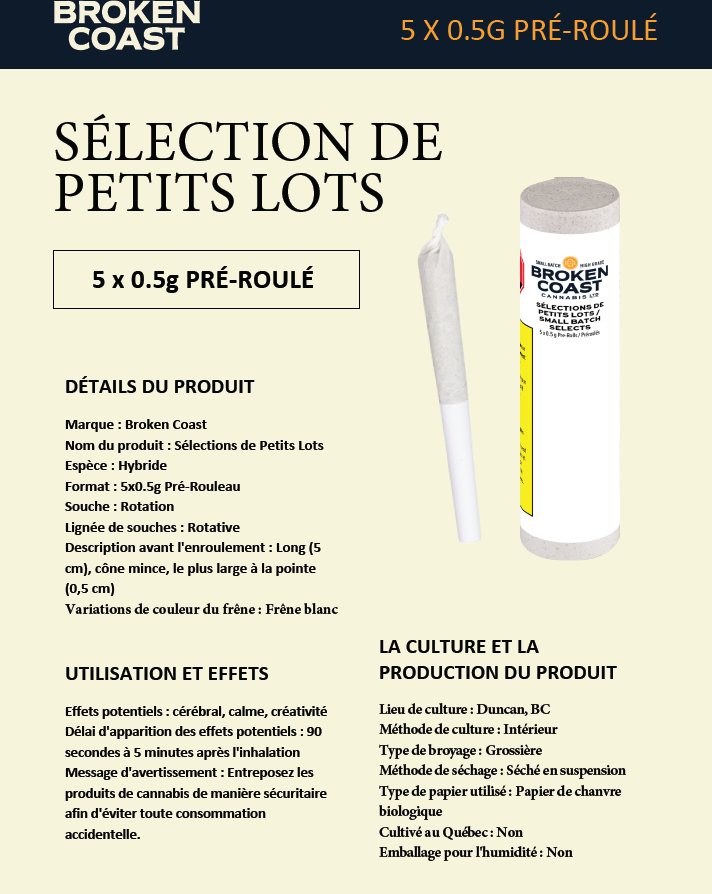 BROKEN
COAST
5 X 0.5G PRÉ-ROULÉ
SÉLECTION DE
PETITS LOTS
5 x 0.5g PRÉ-ROULÉ
SMALL BATCH HIGH GRADE
BROKEN
COAST
CANNABIS LTD
SÉLECTIONS DE
PETITS LOTS /
SMALL BATCH
SELECTS
5 x 0.5 g Pre-Rolls / Préroulés
DÉTAILS DU PRODUIT
Marque : Broken Coast
Nom du produit : Sélections de Petits Lots
Espèce : Hybride
Format : 5x0.5g Pré-Rouleau
Souche : Rotation
Lignée de souches : Rotative
Description avant l'enroulement : Long (5
cm), cône mince, le plus large à la pointe
(0,5 cm)
Variations de couleur du frêne : Frêne blanc
UTILISATION ET EFFETS
Effets potentiels : cérébral, calme, créativité
Délai d'apparition des effets potentiels : 90
secondes à 5 minutes après l'inhalation
Message d'avertissement : Entreposez les
produits de cannabis de manière sécuritaire
afin d'éviter toute consommation
accidentelle.
LA CULTURE ET LA
PRODUCTION DU PRODUIT
Lieu de culture : Duncan, BC
Méthode de culture : Intérieur
Type de broyage : Grossière
Méthode de séchage : Séché en suspension
Type de papier utilisé : Papier de chanvre
biologique
Cultivé au Québec : Non
Emballage pour l'humidité : Non